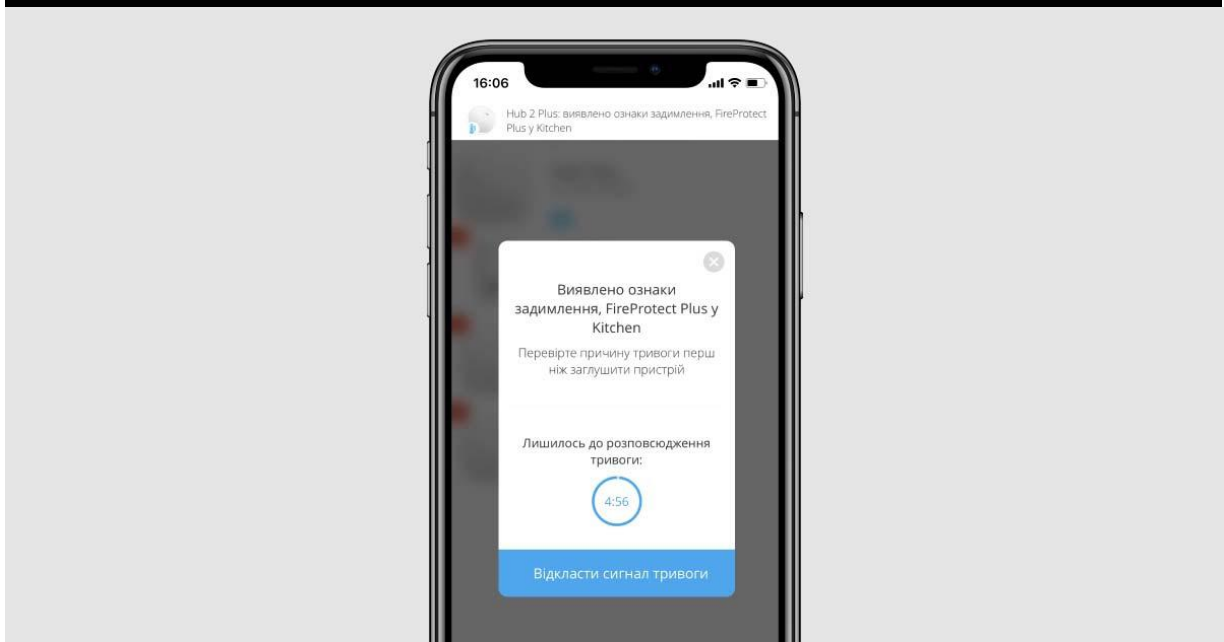 16:06
Hub 2 Plus: виявлено ознаки задимлення, FireProtect
Plus у Kitchen
Виявлено ознаки
задимлення, FireProtect Plus у
Kitchen
Перевірте причину тривоги перш
ніж заглушити пристрій
Лишилось до розповсюдження
тривоги:
4:56
Відкласти сигнал тривоги